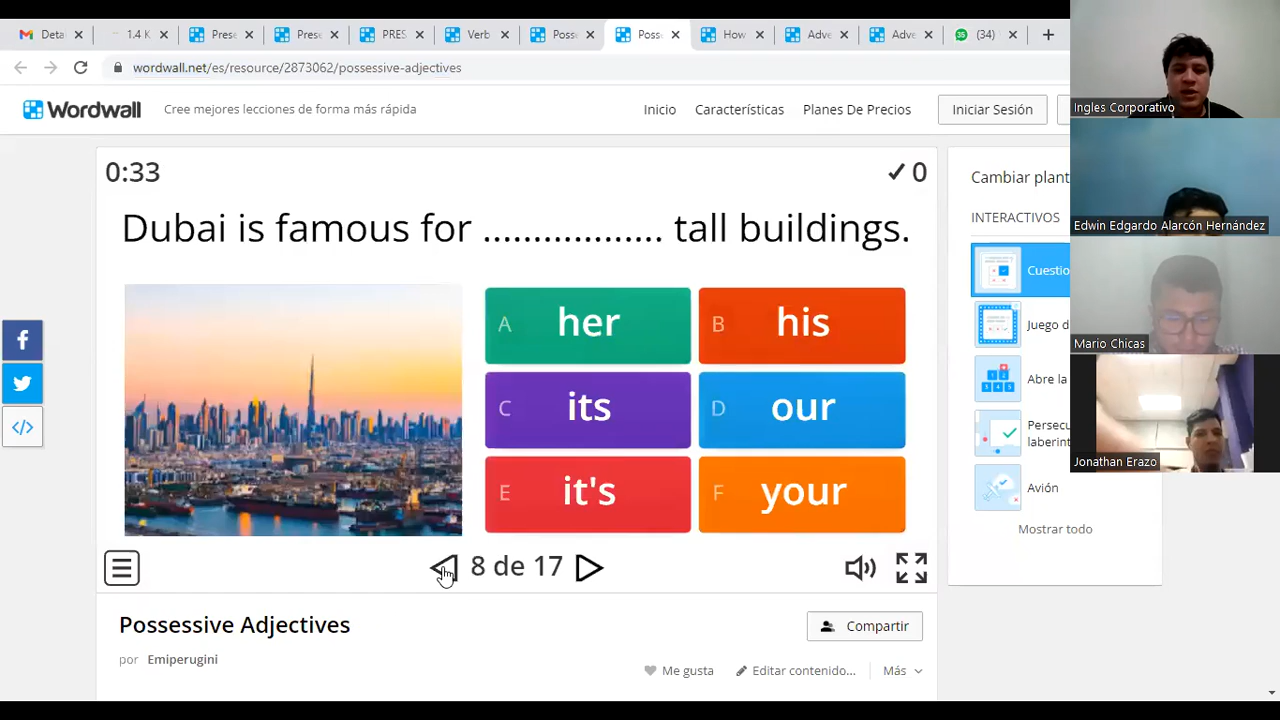 Detai
1.4 K
Prese
Prese
PRES
Verb
Posse
Posse
How
Adve
Adve
35
(34)
wordwall.net/es/resource/2873062/possessive-adjectives
Wordwall
Cree mejores lecciones de forma más rápida
Inicio
Características
Planes De Precios
Iniciar Sesión
0:33
0
Dubai is famous for .................. tall buildings.
A her
B his
C its
D our
E it's
F your
8 de 17
Possessive Adjectives
por Emiperugini
Compartir
Me gusta
Editar contenido...
Más
Cambiar plant
INTERACTIVOS
Cuestio
Juego d
Abre la
Persecu
laberint
Avión
Mostrar todo
Ingles Corporativo
Edwin Edgardo Alarcón Hernández
Mario Chicas
Jonathan Erazo